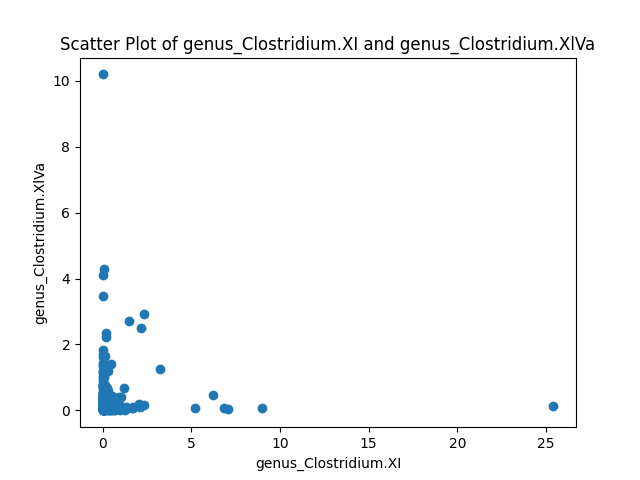 Scatter Plot of genus_Clostridium.XI and genus_Clostridium.XlVa
10
8
6
4
2
0
genus_Clostridium.XlVa
0 5 10 15 20 25
genus_Clostridium.XI